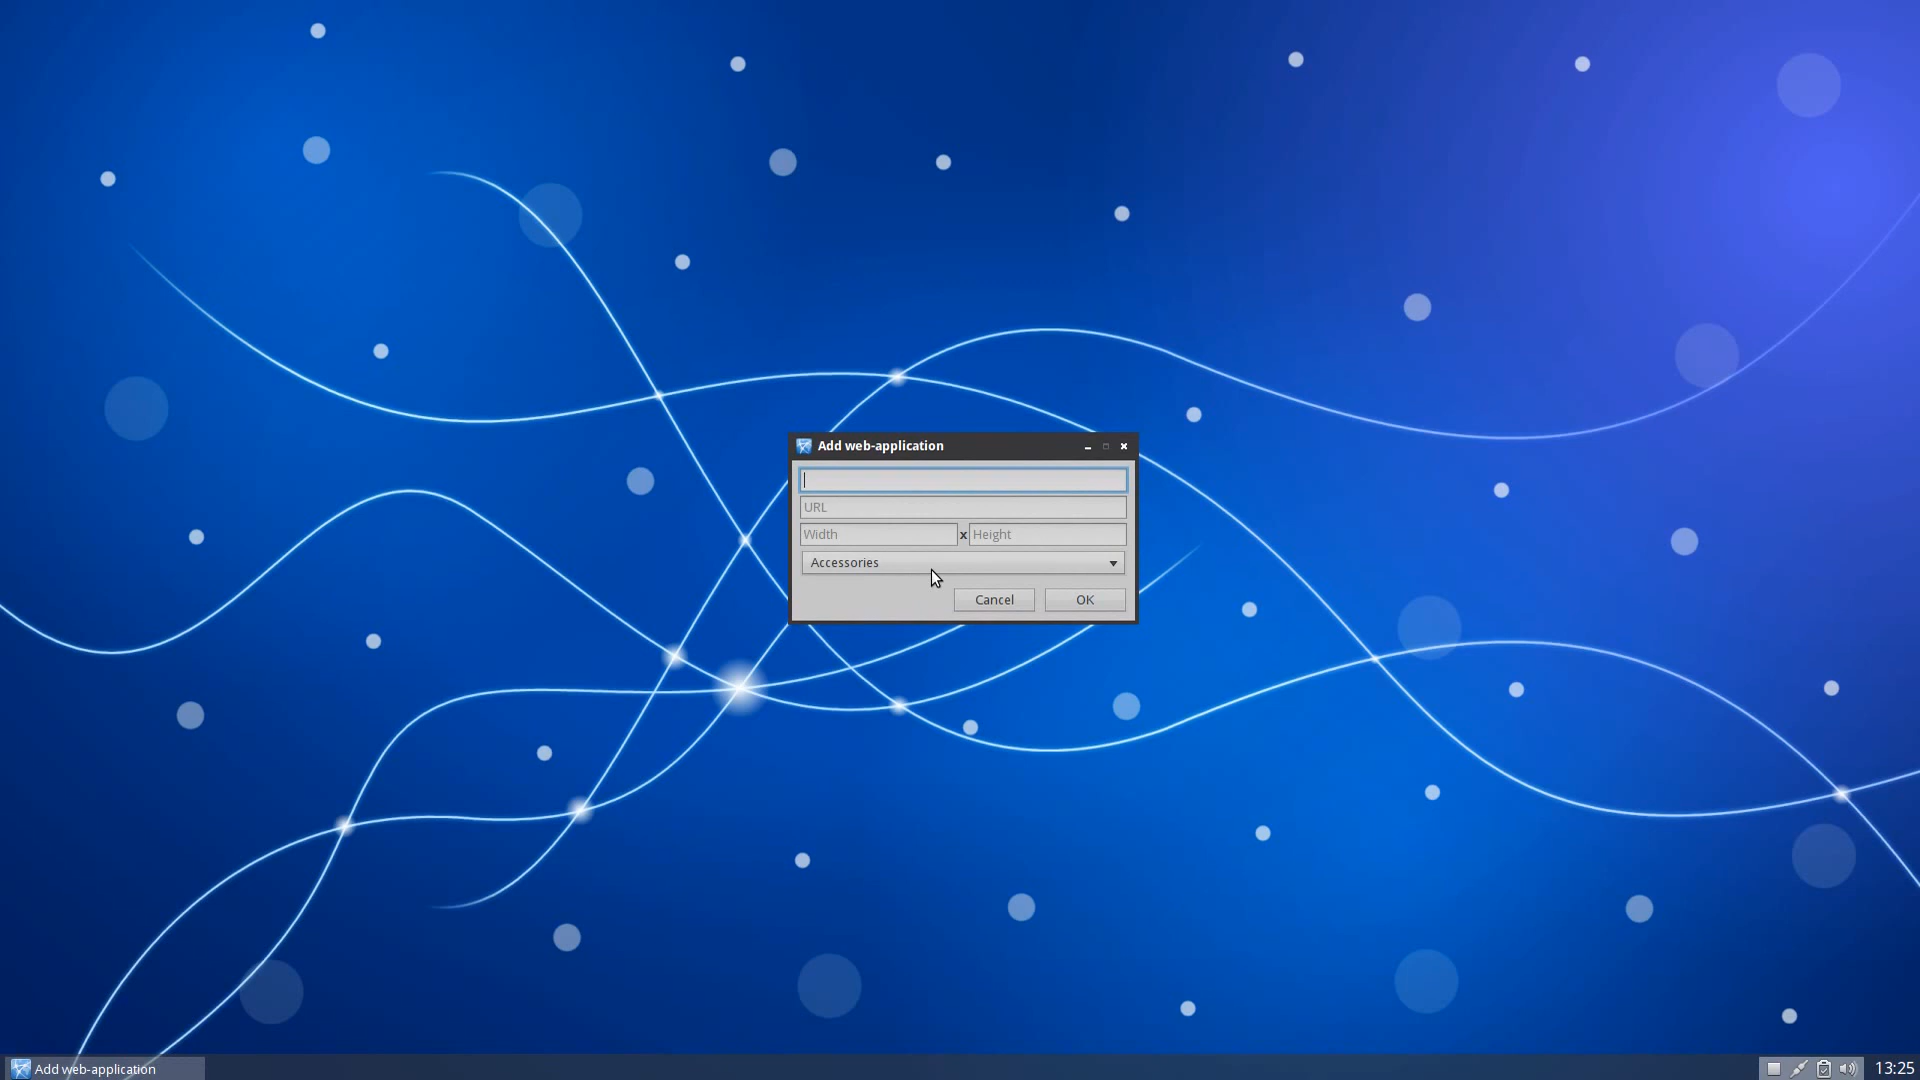 Add web-application
URL
Width x Height
Accessories
Cancel OK
Add web-application 13:25